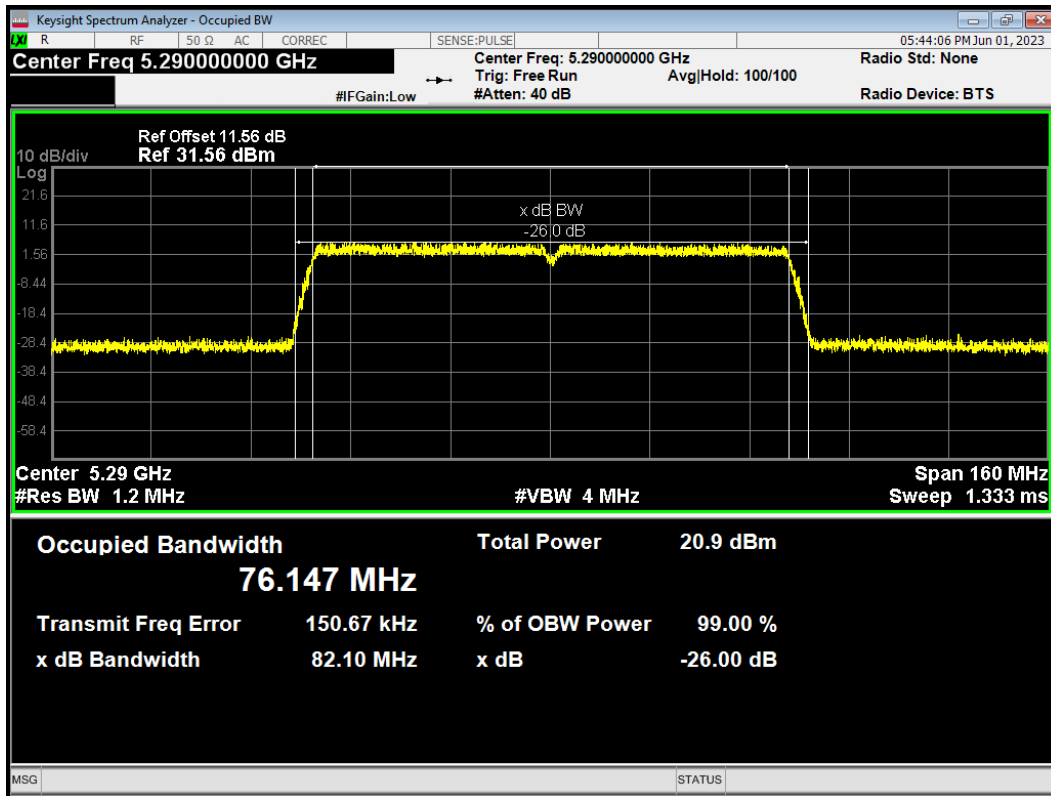 Keysight Spectrum Analyzer - Occupied BW
LXI R RF 50 Ω AC CORREC SENSE:PULSE 05:44:06 PM Jun 01, 2023
Center Freq 5.290000000 GHz Center Freq: 5.290000000 GHz Radio Std: None
Trig: Free Run Avg|Hold: 100/100
#IFGain:Low #Atten: 40 dB Radio Device: BTS
Ref Offset 11.56 dB
10 dB/div Ref 31.56 dBm
Log
21.6
x dB BW
11.6
-26.0 dB
1.56
-8.44
-18.4
-28.4
-38.4
-48.4
-58.4
Center 5.29 GHz Span 160 MHz
#Res BW 1.2 MHz #VBW 4 MHz Sweep 1.333 ms
Occupied Bandwidth Total Power 20.9 dBm
76.147 MHz
Transmit Freq Error 150.67 kHz % of OBW Power 99.00 %
x dB Bandwidth 82.10 MHz x dB -26.00 dB
MSG STATUS